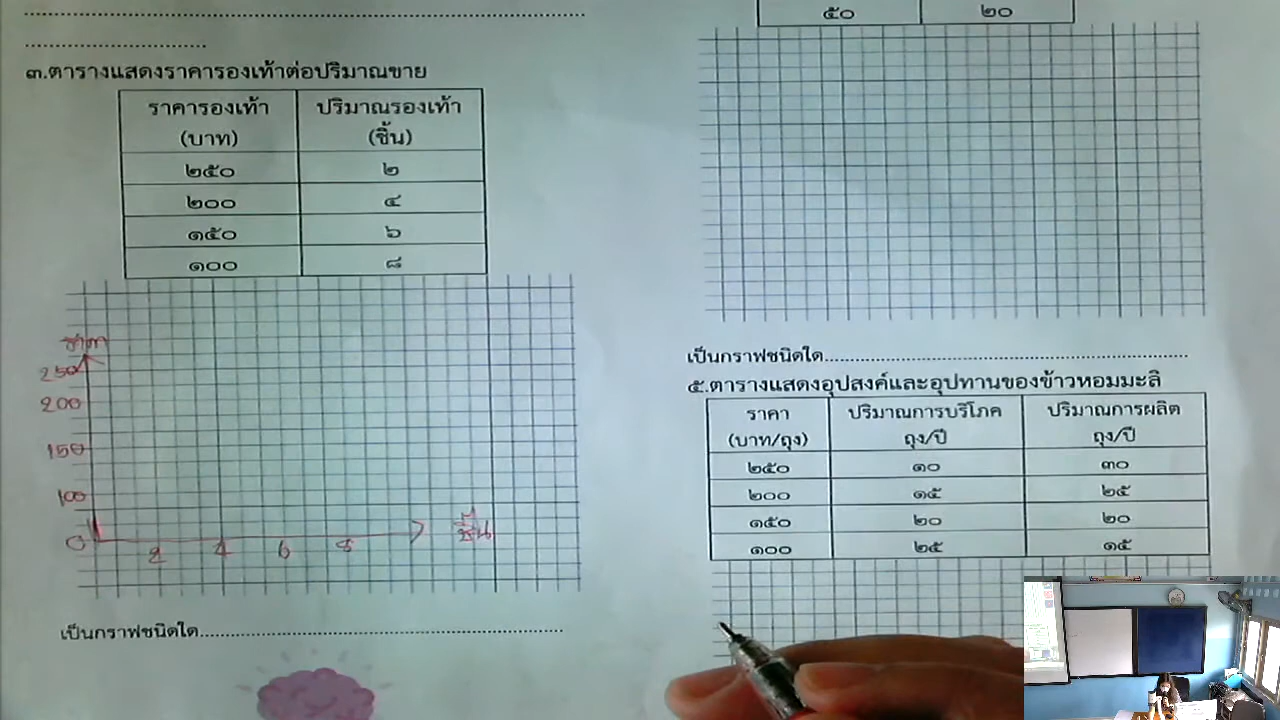 ๓.ตารางแสดงราคารองเท้าต่อปริมาณขาย
ราคารองเท้า (บาท) ปริมาณรองเท้า (ชิ้น)
๒๕๐ ๒
๒๐๐ ๔
๑๕๐ ๖
๑๐๐ ๘
ราคา
250
200
150
100
0 2 4 6 8 ชิ้น
เป็นกราฟชนิดใด
๕๐ ๒๐
เป็นกราฟชนิดใด
๕.ตารางแสดงอุปสงค์และอุปทานของข้าวหอมมะลิ
ราคา (บาท/ถุง) ปริมาณการบริโภค ถุง/ปี ปริมาณการผลิต ถุง/ปี
๒๕๐ ๑๐ ๓๐
๒๐๐ ๑๕ ๒๕
๑๕๐ ๒๐ ๒๐
๑๐๐ ๒๕ ๑๕